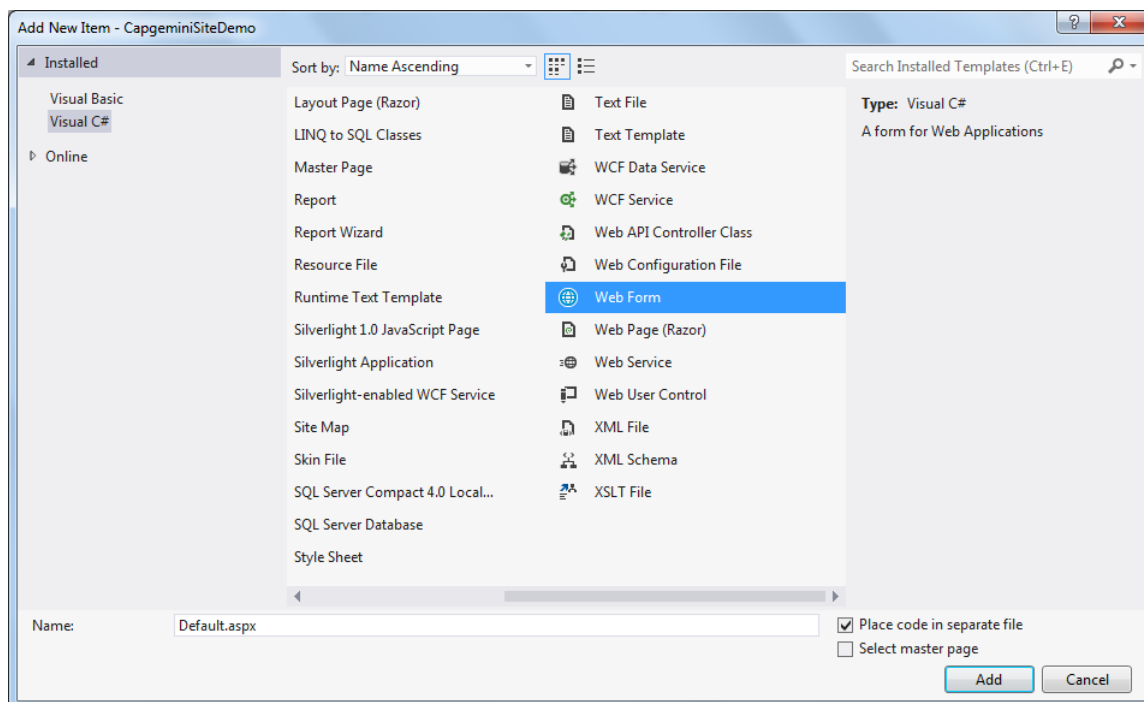 Add New Item - CapgeminiSiteDemo
Installed
Visual Basic
Visual C#
Online
Sort by: Name Ascending
Layout Page (Razor)
LINQ to SQL Classes
Master Page
Report
Report Wizard
Resource File
Runtime Text Template
Silverlight 1.0 JavaScript Page
Silverlight Application
Silverlight-enabled WCF Service
Site Map
Skin File
SQL Server Compact 4.0 Local...
SQL Server Database
Style Sheet
Text File
Text Template
WCF Data Service
WCF Service
Web API Controller Class
Web Configuration File
Web Form
Web Page (Razor)
Web Service
Web User Control
XML File
XML Schema
XSLT File
Search Installed Templates (Ctrl+E)
Type: Visual C#
A form for Web Applications
Name: Default.aspx
Place code in separate file
Select master page
Add Cancel